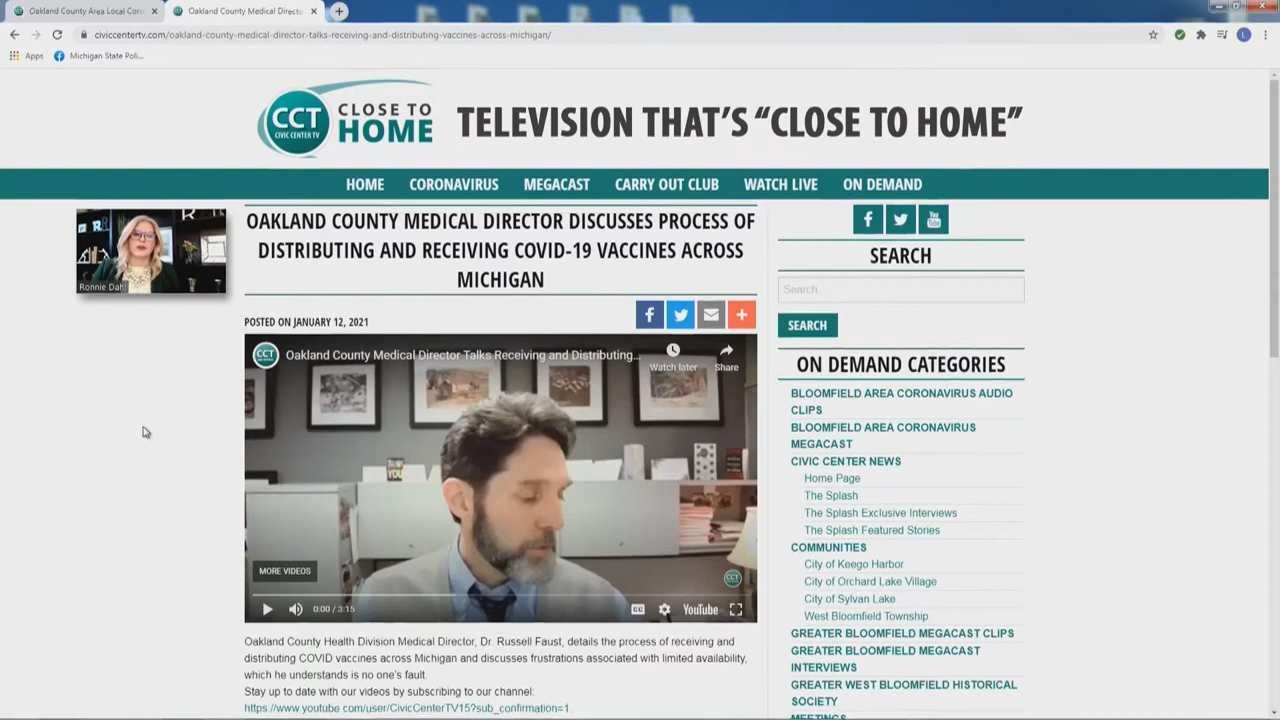 Oakland County Area Local Coro
Oakland County Medical Directo
civiccentertv.com/oakland-county-medical-director-talks-receiving-and-distributing-vaccines-across-michigan/
L
Apps
Michigan State Poli...
CCT
CIVIC CENTER TV
CLOSE TO
HOME
TELEVISION THAT'S “CLOSE TO HOME”
HOME
CORONAVIRUS
MEGACAST
CARRY OUT CLUB
WATCH LIVE
ON DEMAND
Ronnie Dahl
OAKLAND COUNTY MEDICAL DIRECTOR DISCUSSES PROCESS OF
DISTRIBUTING AND RECEIVING COVID-19 VACCINES ACROSS
MICHIGAN
POSTED ON JANUARY 12, 2021
CCT
Oakland County Medical Director Talks Receiving and Distributing...
Watch later
Share
MORE VIDEOS
CCT
0:00 / 3:15
CC
YouTube
Oakland County Health Division Medical Director, Dr. Russell Faust, details the process of receiving and
distributing COVID vaccines across Michigan and discusses frustrations associated with limited availability,
which he understands is no one's fault.
Stay up to date with our videos by subscribing to our channel:
https://www.youtube.com/user/CivicCenterTV15?sub_confirmation=1
You Tube
SEARCH
Search
SEARCH
ON DEMAND CATEGORIES
BLOOMFIELD AREA CORONAVIRUS AUDIO
CLIPS
BLOOMFIELD AREA CORONAVIRUS
MEGACAST
CIVIC CENTER NEWS
Home Page
The Splash
The Splash Exclusive Interviews
The Splash Featured Stories
COMMUNITIES
City of Keego Harbor
City of Orchard Lake Village
City of Sylvan Lake
West Bloomfield Township
GREATER BLOOMFIELD MEGACAST CLIPS
GREATER BLOOMFIELD MEGACAST
INTERVIEWS
GREATER WEST BLOOMFIELD HISTORICAL
SOCIETY
MEETINGS